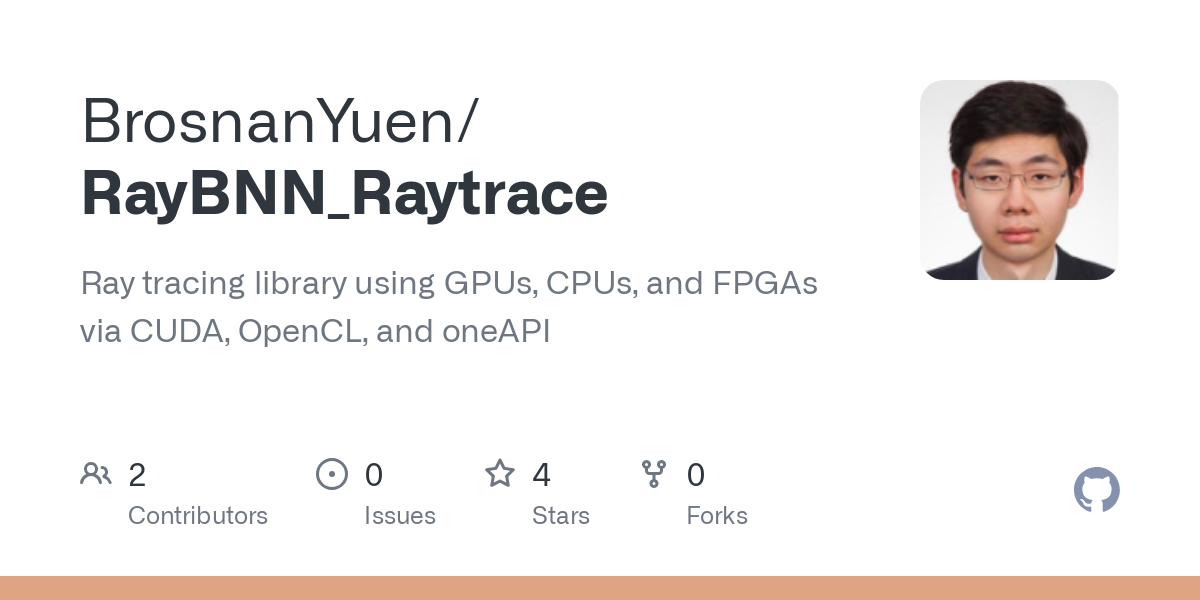 BrosnanYuen/
RayBNN_Raytrace
Ray tracing library using GPUs, CPUs, and FPGAs
via CUDA, OpenCL, and oneAPI
2
Contributors
0
Issues
4
Stars
0
Forks